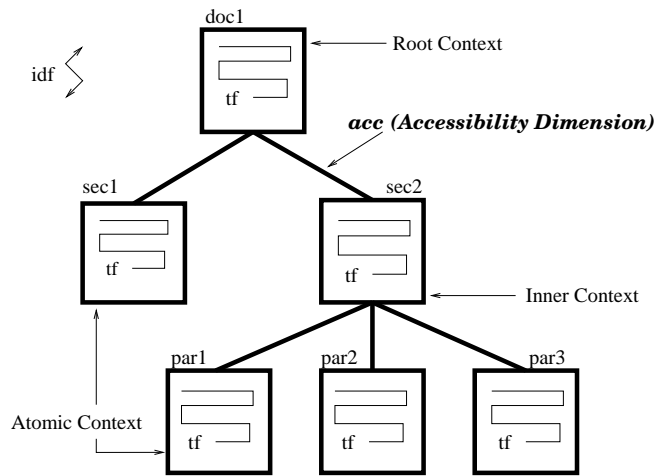 doc1
Root Context
idf
tf
acc (Accessibility Dimension)
sec1
sec2
tf
tf
Inner Context
par1
par2
par3
Atomic Context
tf
tf
tf